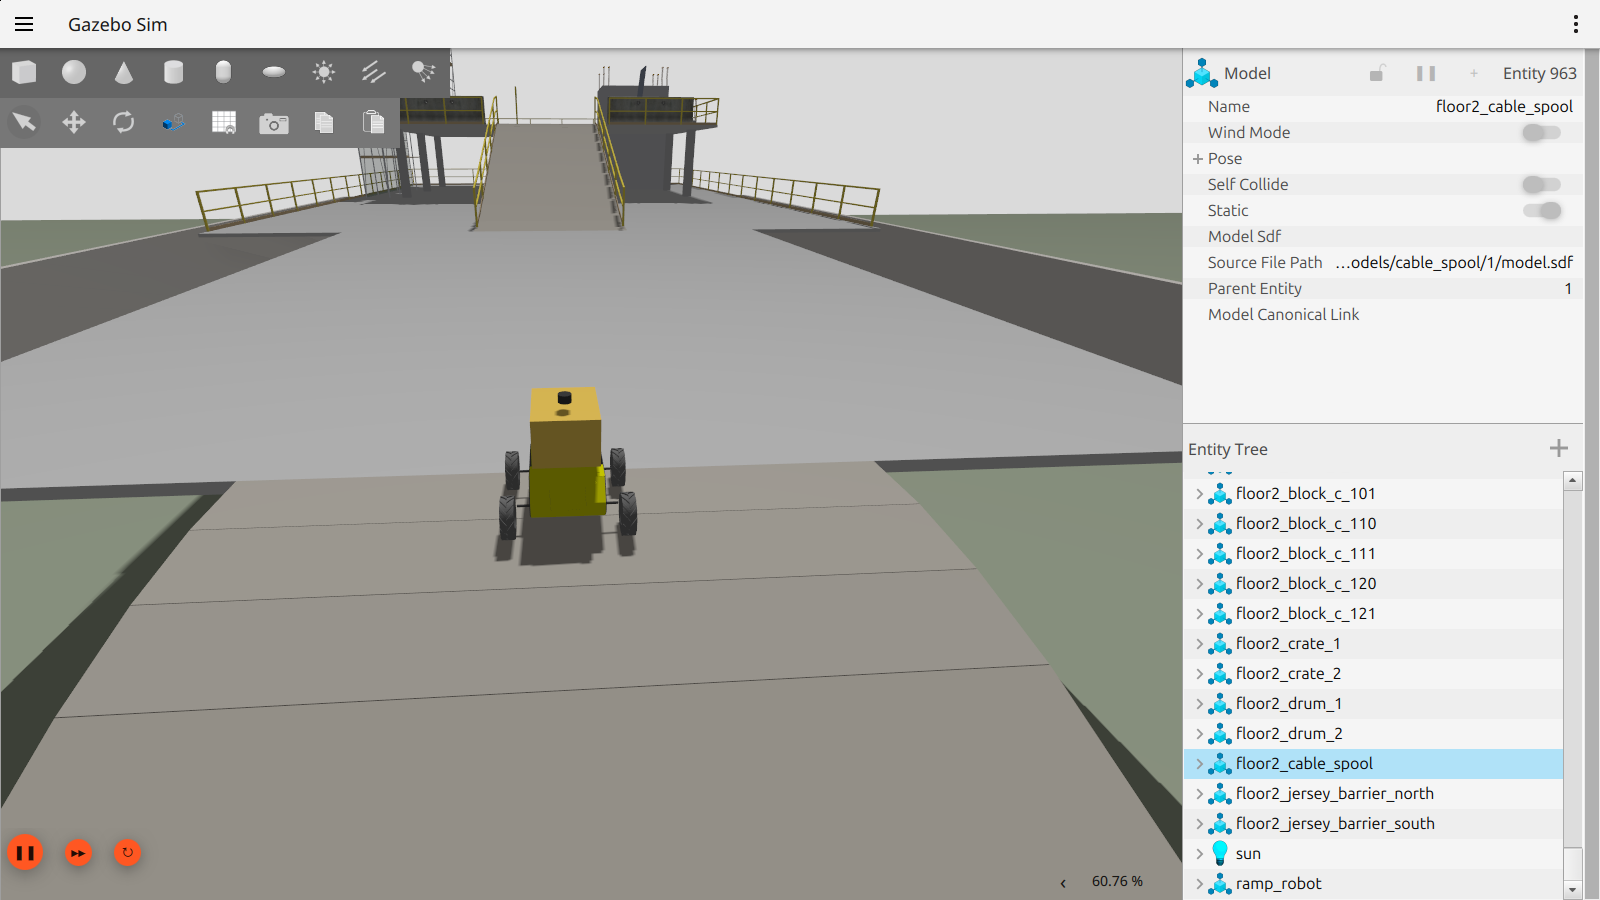 Gazebo Sim
Model
Entity 963
Name
floor2_cable_spool
Wind Mode
Pose
Self Collide
Static
Model Sdf
Source File Path
...odels/cable_spool/1/model.sdf
Parent Entity
1
Model Canonical Link
Entity Tree
floor2_block_c_101
floor2_block_c_110
floor2_block_c_111
floor2_block_c_120
floor2_block_c_121
floor2_crate_1
floor2_crate_2
floor2_drum_1
floor2_drum_2
floor2_cable_spool
floor2_jersey_barrier_north
floor2_jersey_barrier_south
sun
ramp_robot
60.76 %